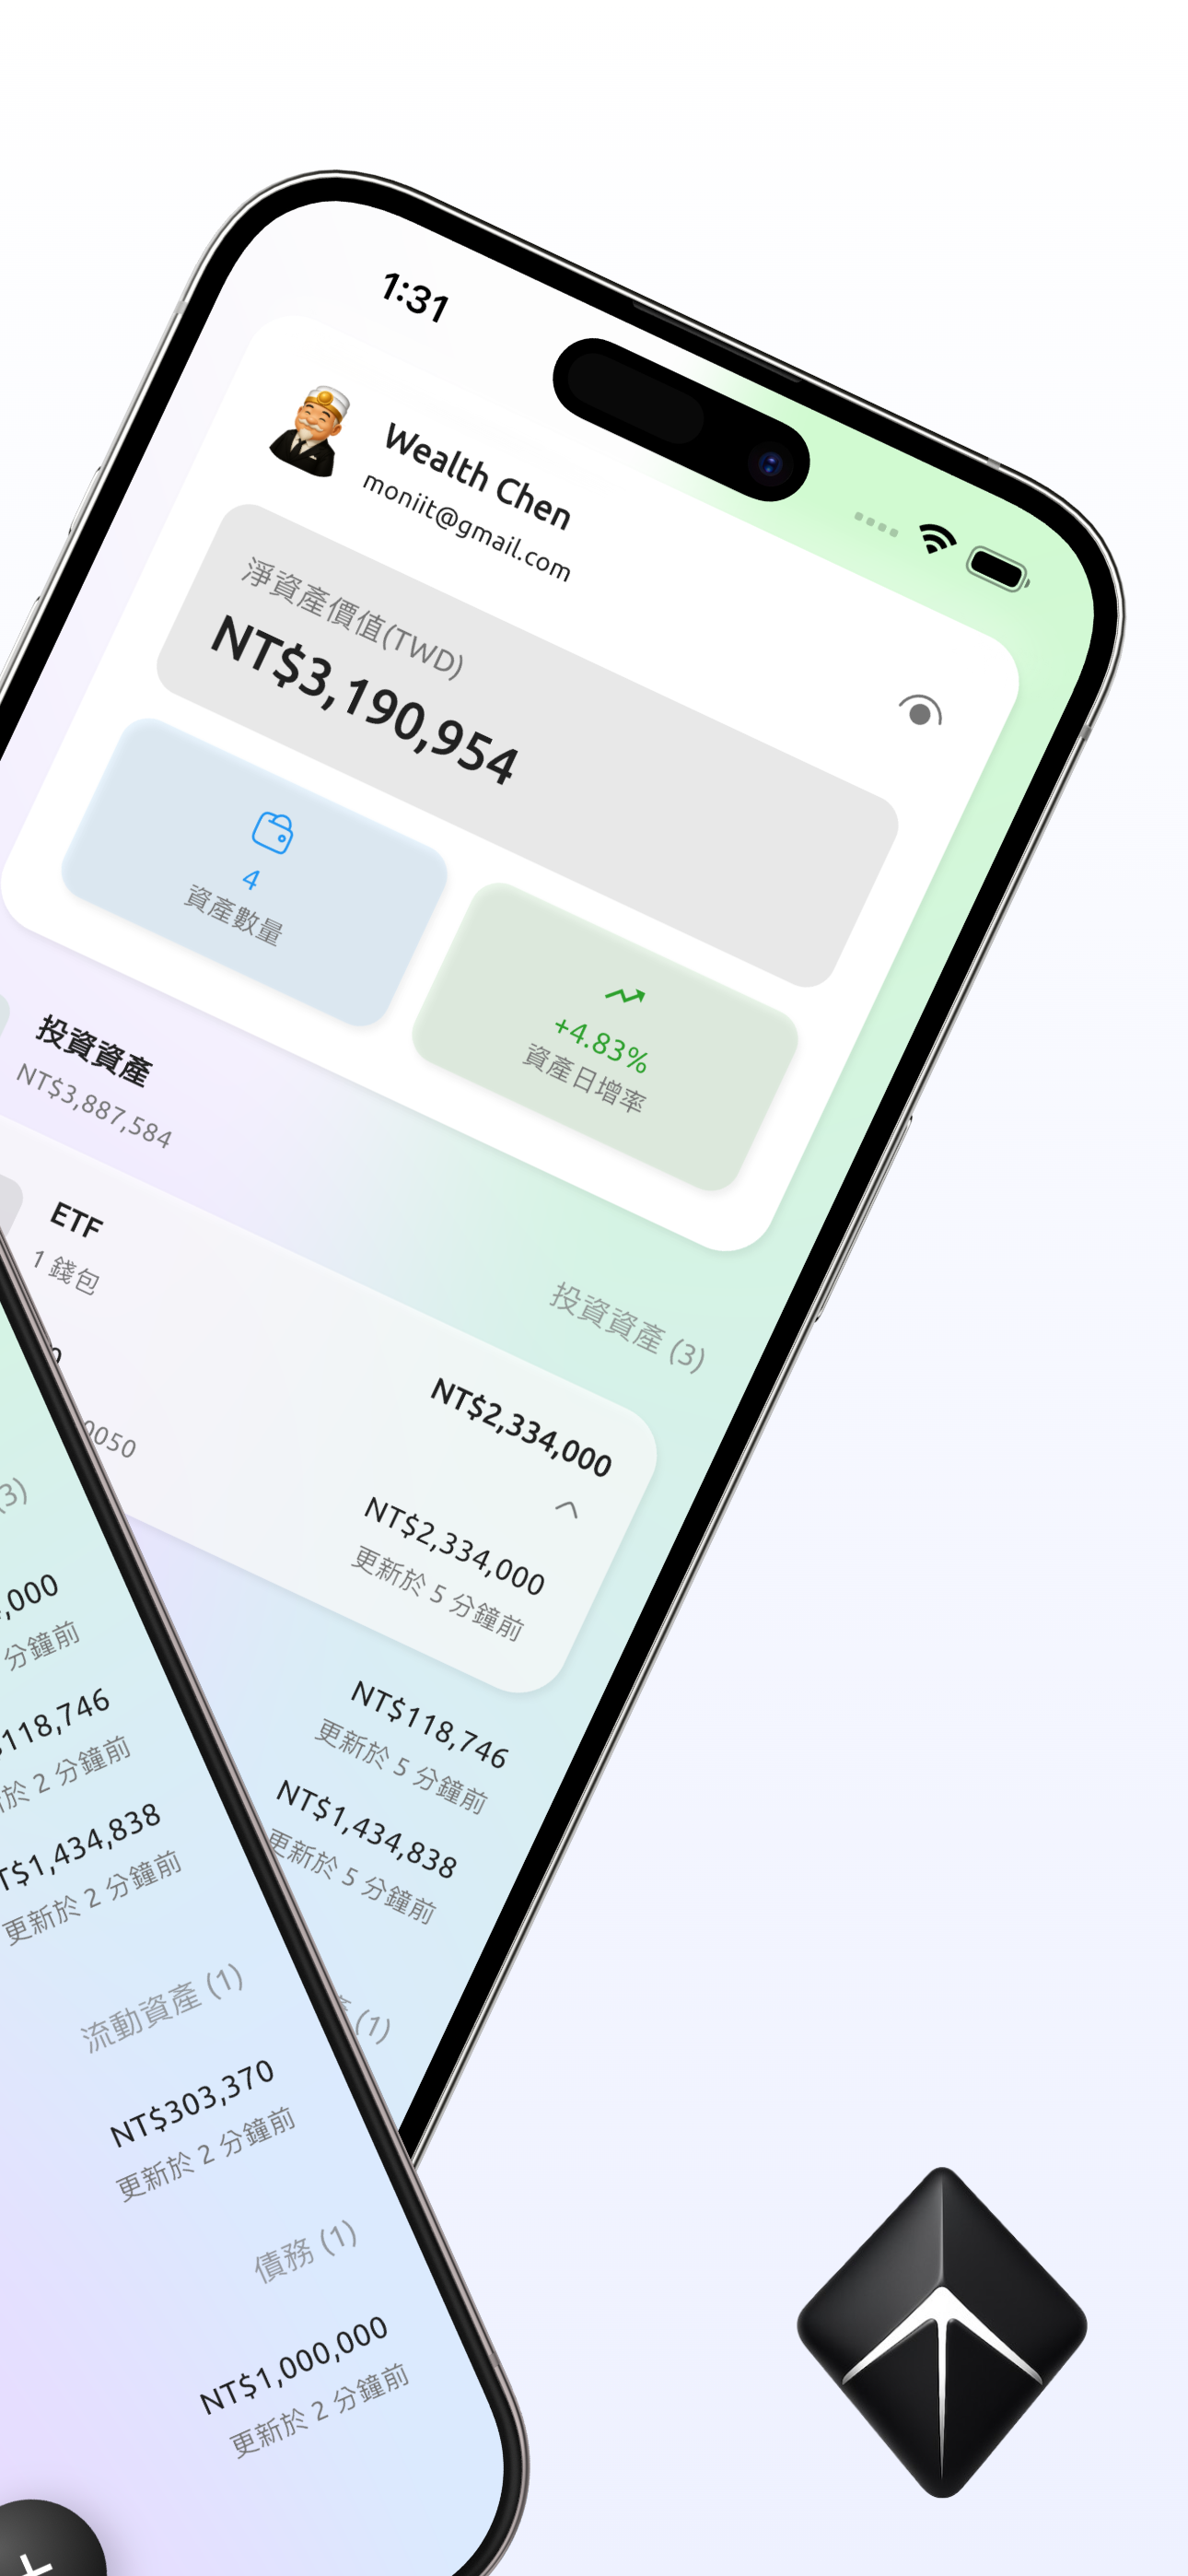 1:31
Wealth Chen
moniit@gmail.com
淨資產價值(TWD)
NT$3,190,954
4
資產數量
+4.83%
資產日增率
投資資產
NT$3,887,584
投資資產 (3)
ETF
1 錢包
NT$2,334,000
0050
NT$2,334,000
更新於 5 分鐘前
NT$118,746
更新於 5 分鐘前
NT$1,434,838
更新於 5 分鐘前
(1)
(3)
,000
分鐘前
118,746
於 2 分鐘前
T$1,434,838
更新於 2 分鐘前
流動資產 (1)
NT$303,370
更新於 2 分鐘前
債務 (1)
NT$1,000,000
更新於 2 分鐘前